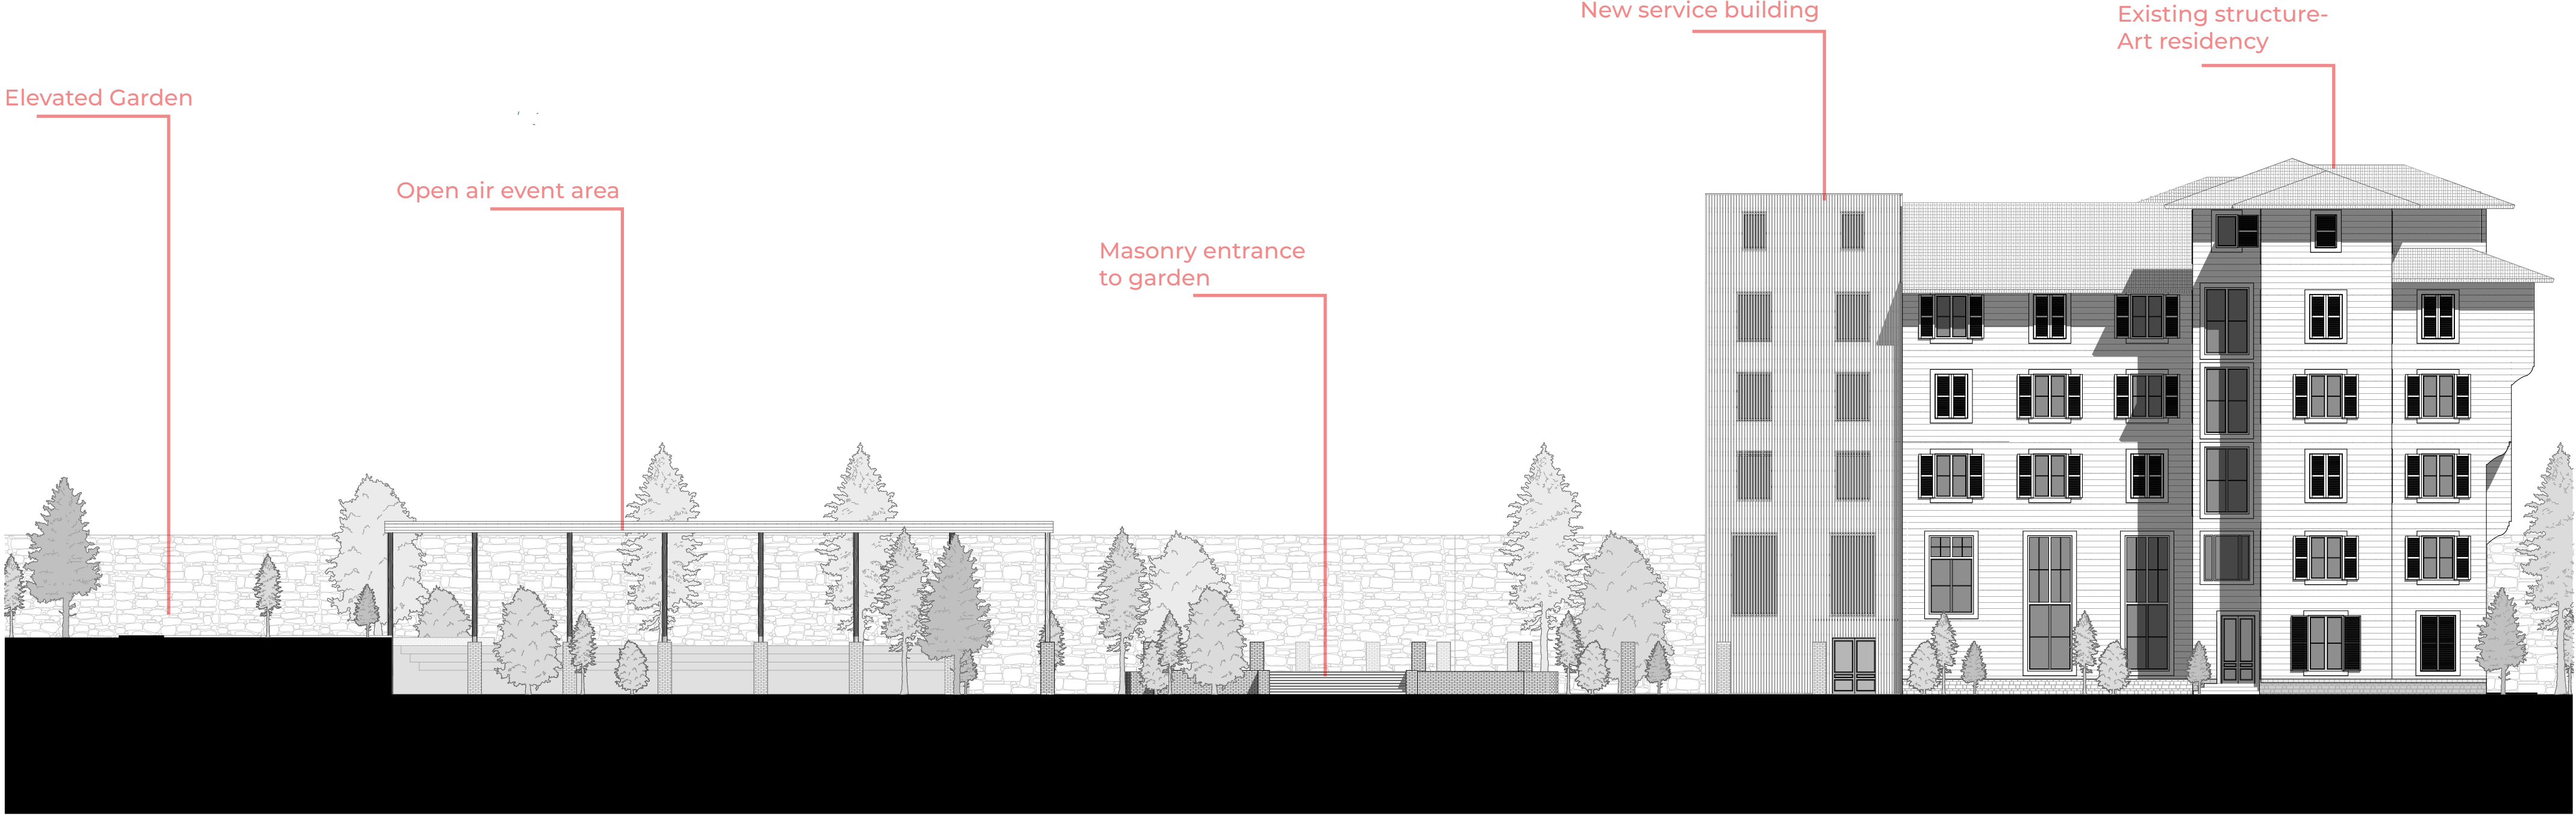 Elevated Garden
Open air event area
Masonry entrance
to garden
New service building
Existing structure-
Art residency